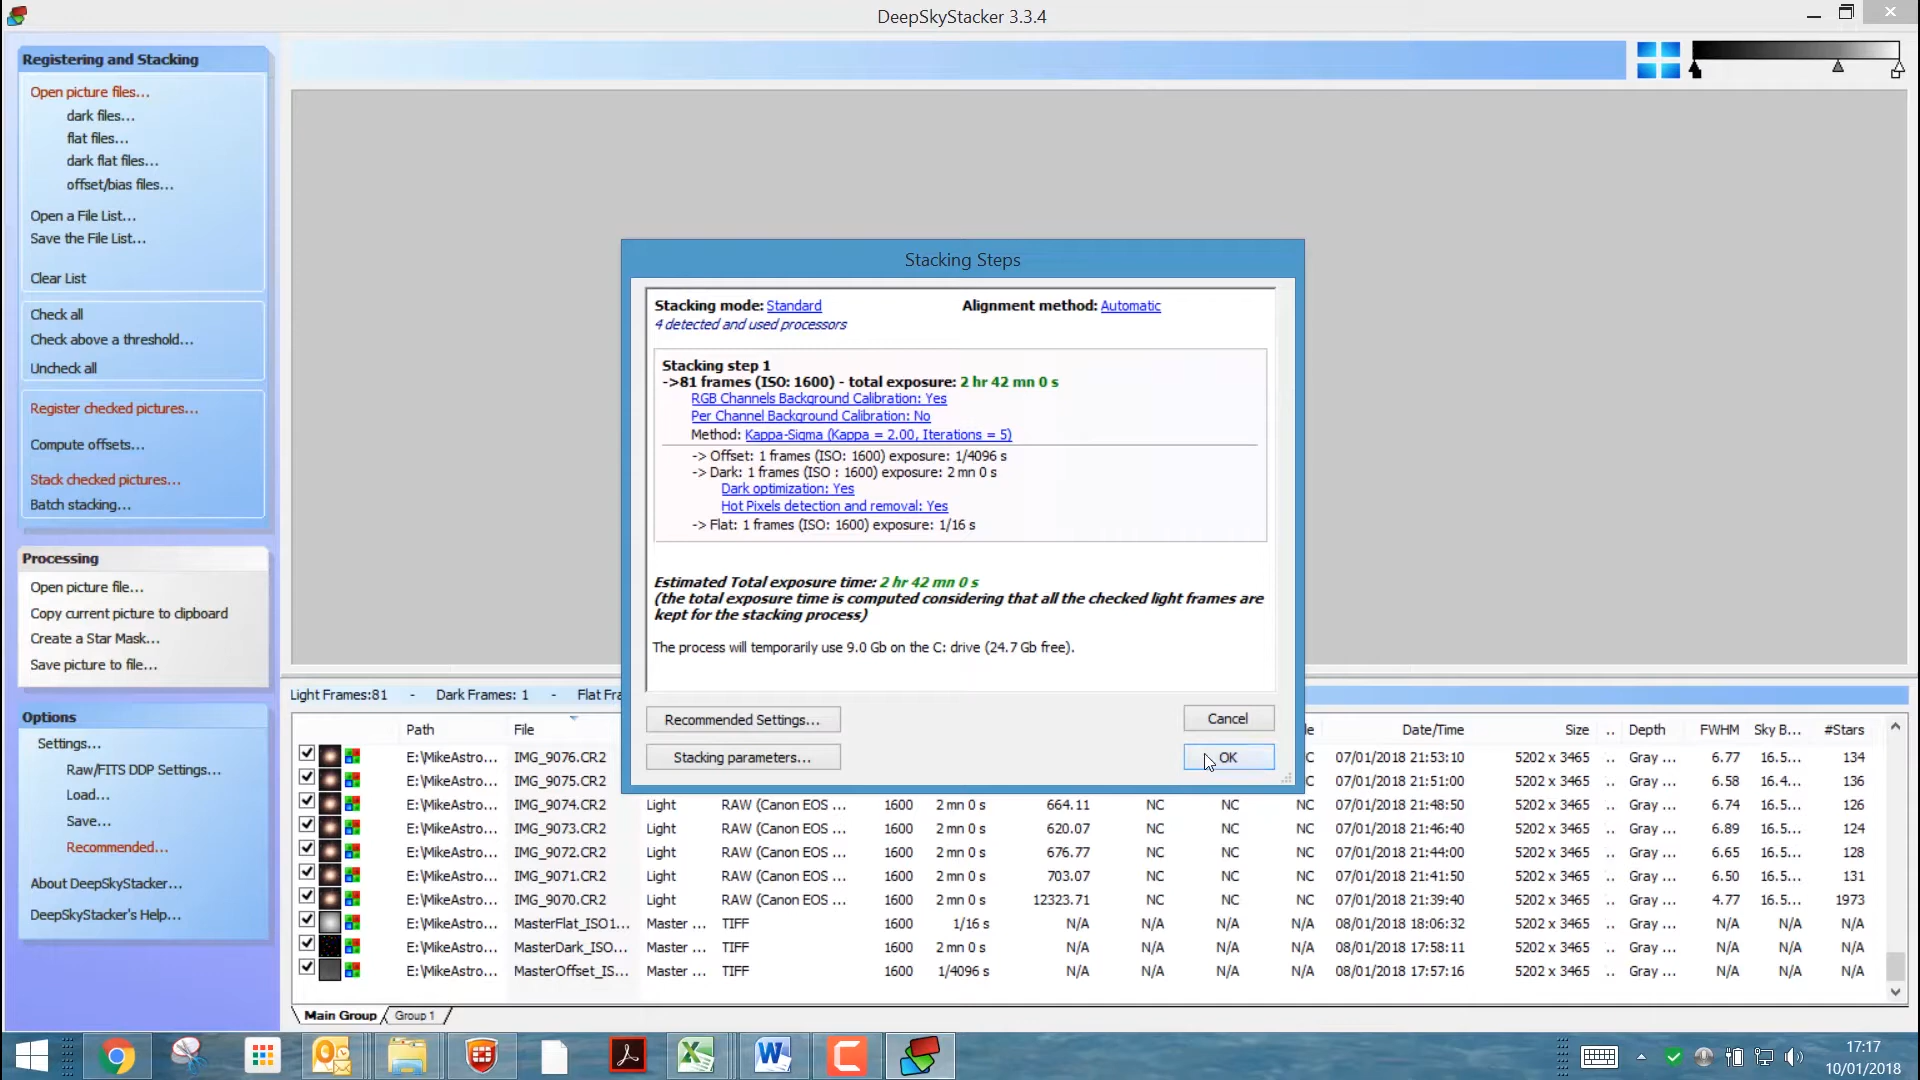 DeepSkyStacker 3.3.4
Registering and Stacking
Open picture files...
dark files...
flat files...
dark flat files...
offset/bias files...
Open a File List...
Save the File List...
Clear List
Check all
Check above a threshold...
Uncheck all
Register checked pictures...
Compute offsets...
Stack checked pictures...
Batch stacking...
Processing
Open picture file...
Copy current picture to clipboard
Create a Star Mask...
Save picture to file...
Options
Settings...
Raw/FITS DDP Settings...
Load...
Save...
Recommended...
About DeepSkyStacker...
DeepSkyStacker's Help...
Stacking Steps
Stacking mode: Standard Alignment method: Automatic
4 detected and used processors
Stacking step 1
->81 frames (ISO: 1600) - total exposure: 2 hr 42 mn 0 s
RGB Channels Background Calibration: Yes
Per Channel Background Calibration: No
Method: Kappa-Sigma (Kappa = 2.00, Iterations = 5)
-> Offset: 1 frames (ISO: 1600) exposure: 1/4096 s
-> Dark: 1 frames (ISO : 1600) exposure: 2 mn 0 s
Dark optimization: Yes
Hot Pixels detection and removal: Yes
-> Flat: 1 frames (ISO: 1600) exposure: 1/16 s
Estimated Total exposure time: 2 hr 42 mn 0 s
(the total exposure time is computed considering that all the checked light frames are
kept for the stacking process)
The process will temporarily use 9.0 Gb on the C: drive (24.7 Gb free).
Recommended Settings... Cancel
Stacking parameters... OK
Light Frames:81 - Dark Frames: 1 - Flat Fra
Path File le Date/Time Size .. Depth FWHM Sky B... #Stars
E:\MikeAstro... IMG_9076.CR2 C 07/01/2018 21:53:10 5202 x 3465 .. Gray ... 6.77 16.5... 134
E:\MikeAstro... IMG_9075.CR2 C 07/01/2018 21:51:00 5202 x 3465 .. Gray ... 6.58 16.4... 136
E:\MikeAstro... IMG_9074.CR2 Light RAW (Canon EOS ... 1600 2 mn 0 s 664.11 NC NC NC 07/01/2018 21:48:50 5202 x 3465 .. Gray ... 6.74 16.5... 126
E:\MikeAstro... IMG_9073.CR2 Light RAW (Canon EOS ... 1600 2 mn 0 s 620.07 NC NC NC 07/01/2018 21:46:40 5202 x 3465 .. Gray ... 6.89 16.5... 124
E:\MikeAstro... IMG_9072.CR2 Light RAW (Canon EOS ... 1600 2 mn 0 s 676.77 NC NC NC 07/01/2018 21:44:00 5202 x 3465 .. Gray ... 6.65 16.5... 128
E:\MikeAstro... IMG_9071.CR2 Light RAW (Canon EOS ... 1600 2 mn 0 s 703.07 NC NC NC 07/01/2018 21:41:50 5202 x 3465 .. Gray ... 6.50 16.5... 131
E:\MikeAstro... IMG_9070.CR2 Light RAW (Canon EOS ... 1600 2 mn 0 s 12323.71 NC NC NC 07/01/2018 21:39:40 5202 x 3465 .. Gray ... 4.77 16.5... 1973
E:\MikeAstro... MasterFlat_ISO1... Master ... TIFF 1600 1/16 s N/A N/A N/A 08/01/2018 18:06:32 5202 x 3465 .. Gray ... N/A N/A N/A
E:\MikeAstro... MasterDark_ISO... Master ... TIFF 1600 2 mn 0 s N/A N/A N/A 08/01/2018 17:58:11 5202 x 3465 .. Gray ... N/A N/A N/A
E:\MikeAstro... MasterOffset_IS... Master ... TIFF 1600 1/4096 s N/A N/A N/A 08/01/2018 17:57:16 5202 x 3465 .. Gray ... N/A N/A N/A
Main Group Group 1
17:17
10/01/2018